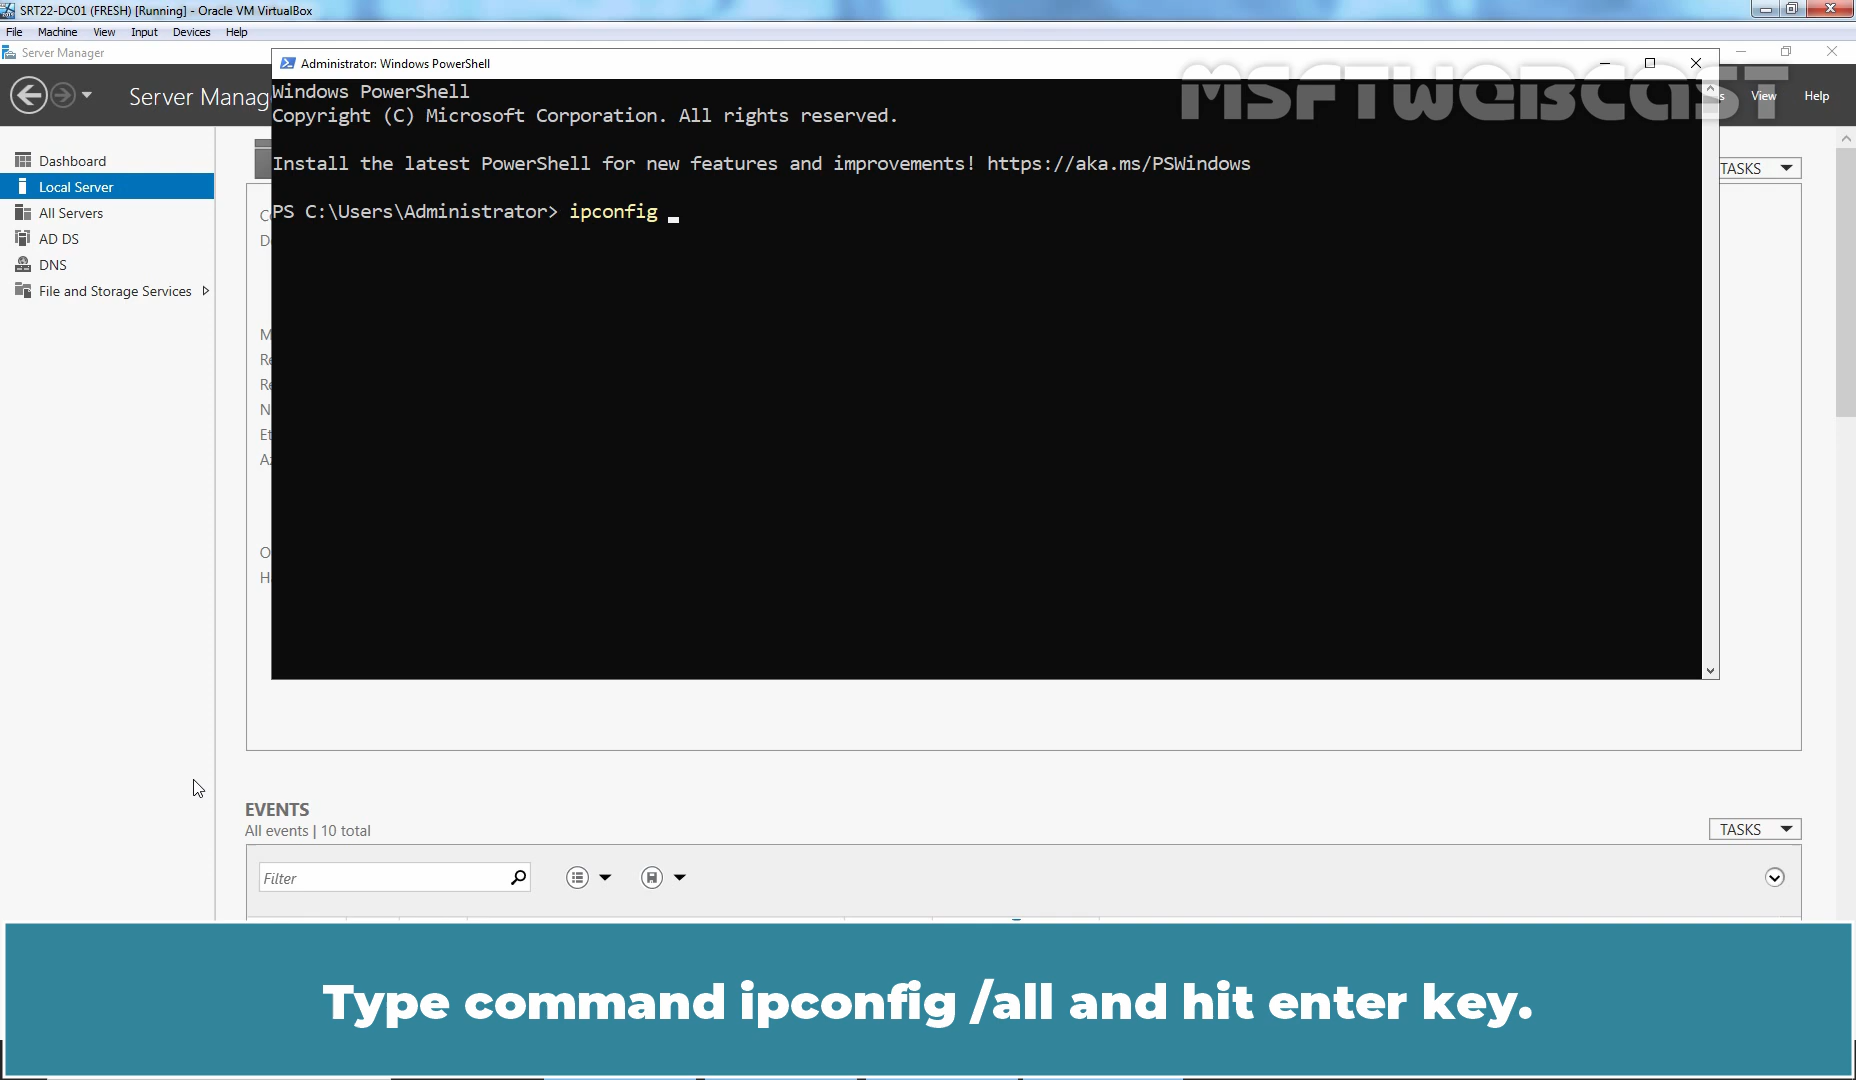 SRT22-DC01 (FRESH) [Running] - Oracle VM VirtualBox
File Machine View Input Devices Help
Server Manager
Administrator: Windows PowerShell
Server Manag
MSFTWEBCAST
View Help
Windows PowerShell
Copyright (C) Microsoft Corporation. All rights reserved.
Install the latest PowerShell for new features and improvements! https://aka.ms/PSWindows
PS C:\Users\Administrator> ipconfig
Dashboard
Local Server
All Servers
AD DS
DNS
File and Storage Services
TASKS
EVENTS
All events | 10 total
TASKS
Filter
Type command ipconfig /all and hit enter key.